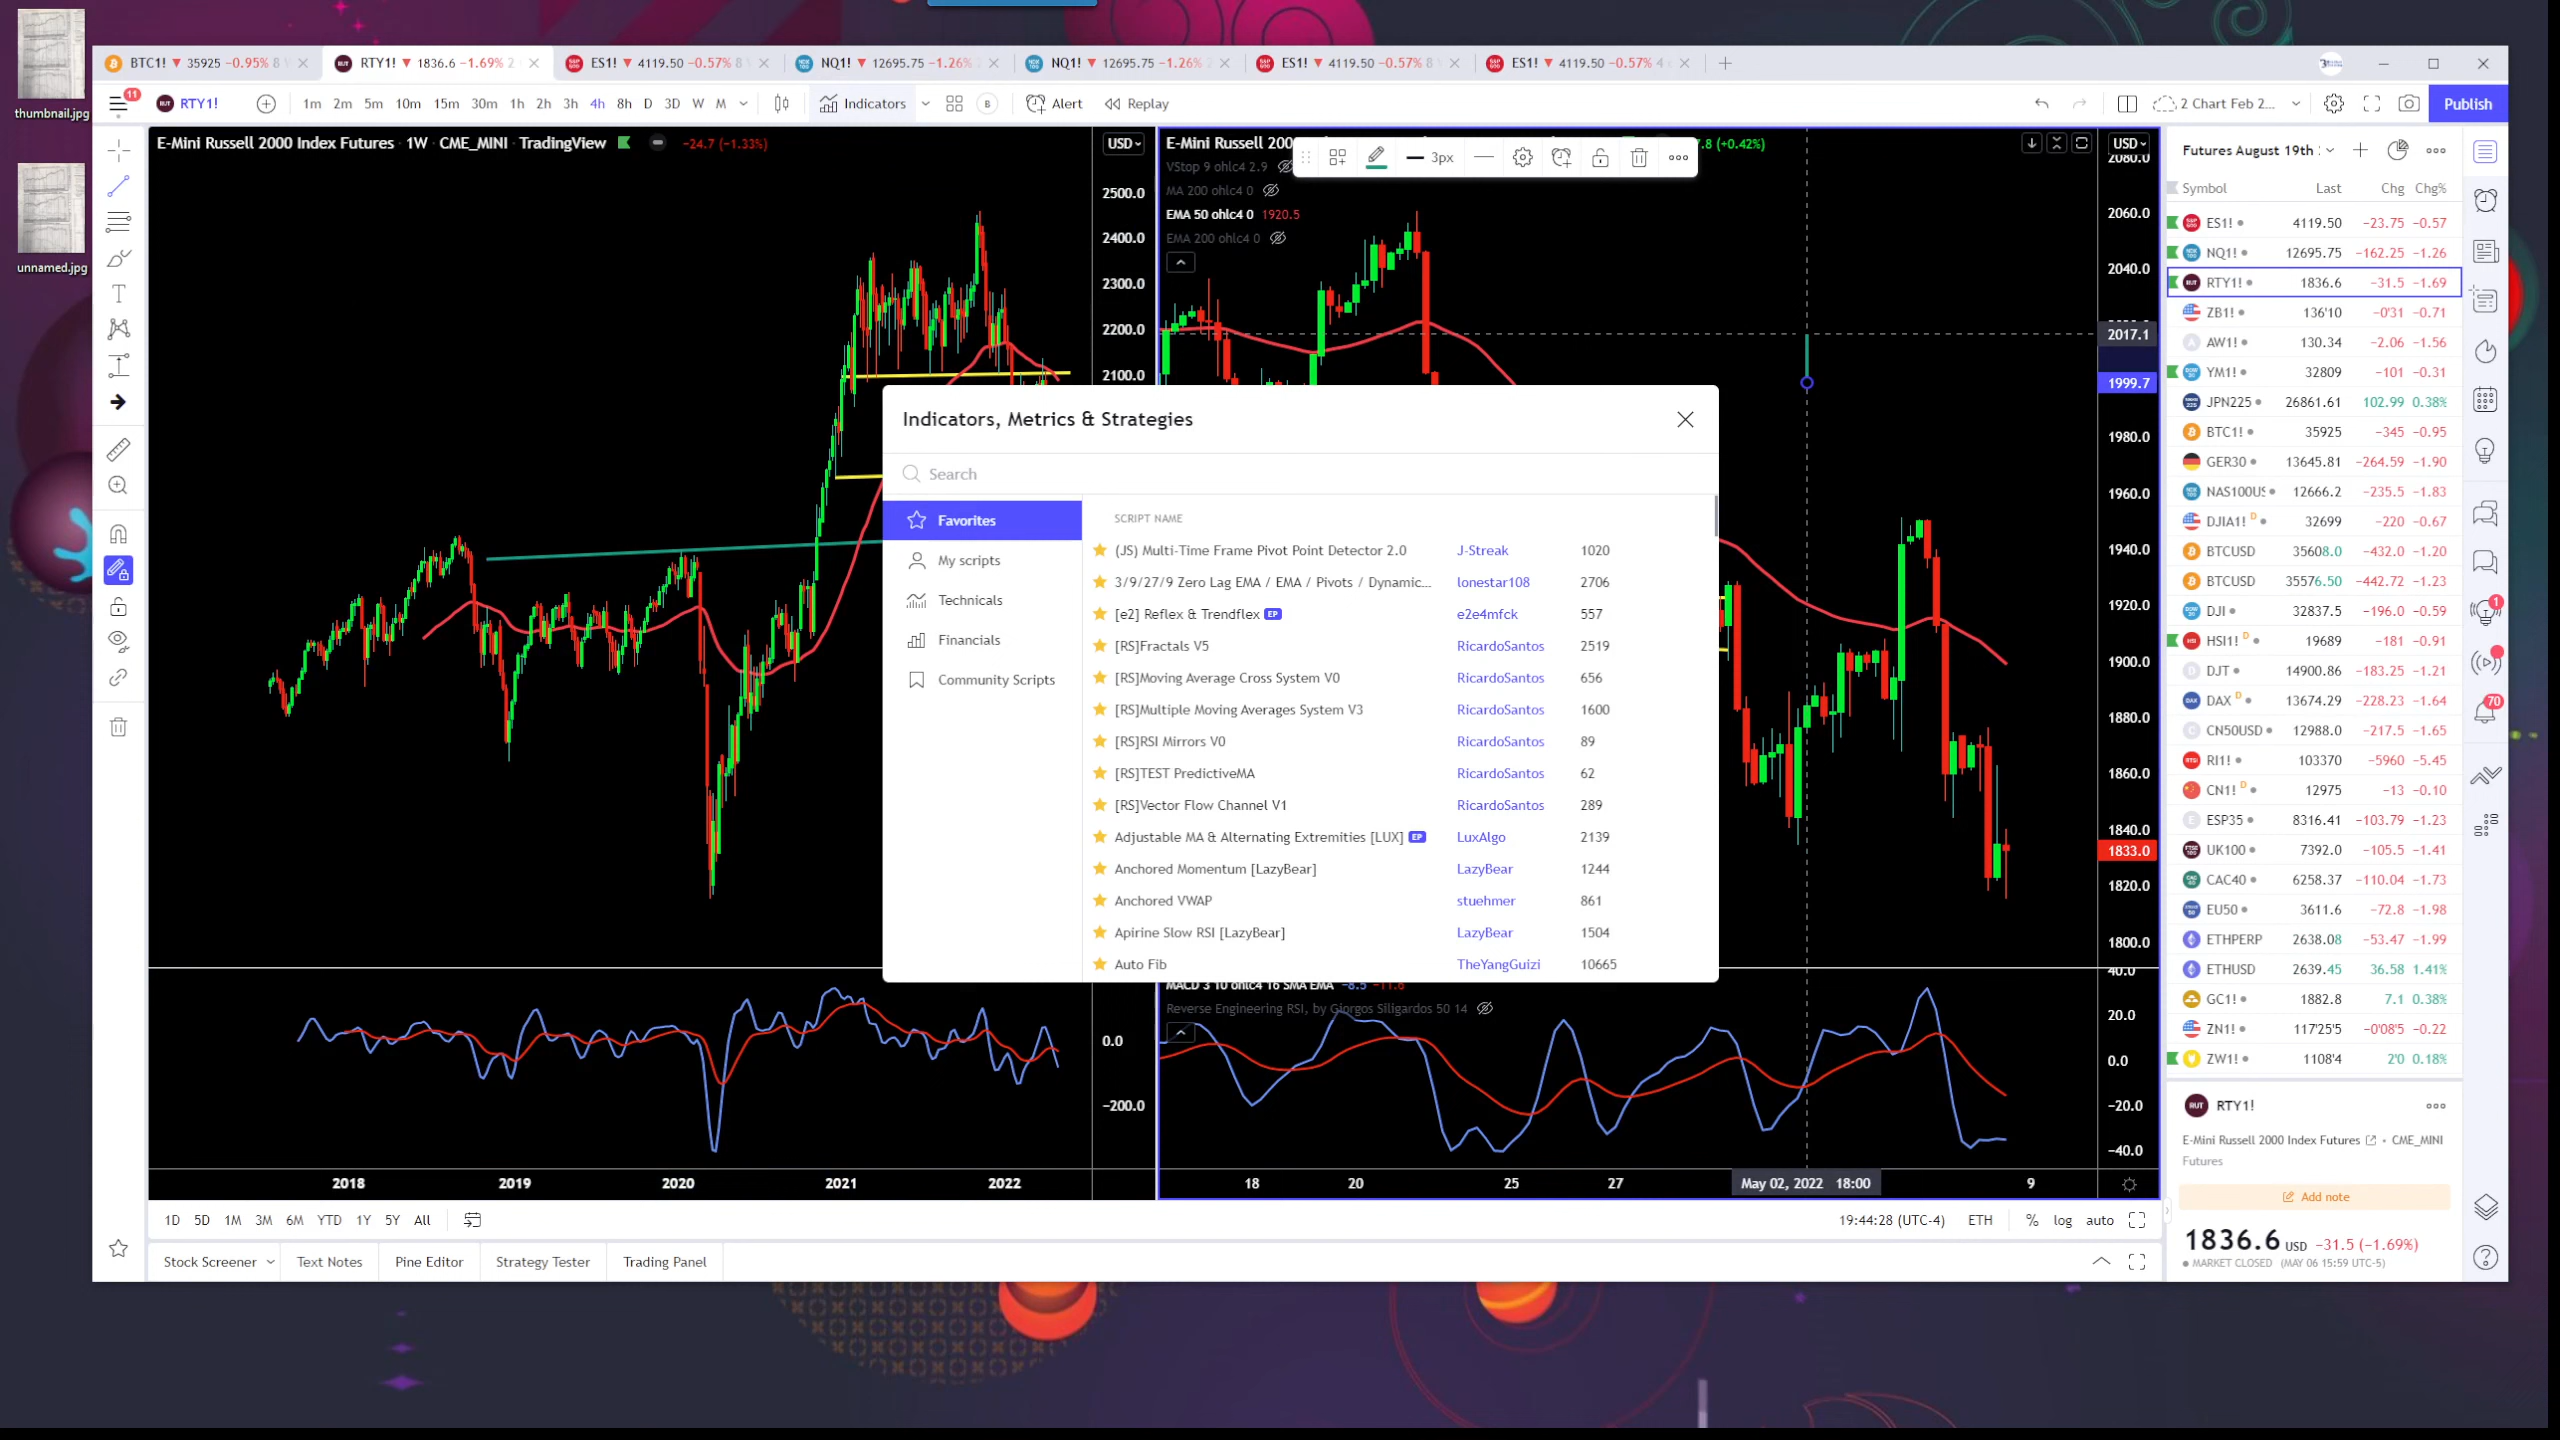 thumbnail.jpg
unnamed.jpg
BTC1! ▼ 35925 −0.95% 8
RTY1! ▼ 1836.6 −1.69% 2
ES1! ▼ 4119.50 −0.57% 8
NQ1! ▼ 12695.75 −1.26%
NQ1! ▼ 12695.75 −1.26%
ES1! ▼ 4119.50 −0.57% 8
ES1! ▼ 4119.50 −0.57% 4
11
RTY1!
1m 2m 5m 10m 15m 30m 1h 2h 3h 4h 8h D 3D W M
Indicators
B
Alert
Replay
2 Chart Feb 2...
Publish
E-Mini Russell 2000 Index Futures · 1W · CME_MINI · TradingView
−24.7 (−1.33%)
USD
2500.0
2400.0
2300.0
2200.0
2100.0
0.0
−200.0
2018 2019 2020 2021 2022
E-Mini Russell 200
3px
7.8 (+0.42%)
VStop 9 ohlc4 2.9
MA 200 ohlc4 0
EMA 50 ohlc4 0 1920.5
EMA 200 ohlc4 0
USD
2080.0
2060.0
2040.0
2017.1
1999.7
1980.0
1960.0
1940.0
1920.0
1900.0
1880.0
1860.0
1840.0
1833.0
1820.0
1800.0
40.0
20.0
0.0
−20.0
−40.0
Indicators, Metrics & Strategies
Search
Favorites
My scripts
Technicals
Financials
Community Scripts
SCRIPT NAME
(JS) Multi-Time Frame Pivot Point Detector 2.0 J-Streak 1020
3/9/27/9 Zero Lag EMA / EMA / Pivots / Dynamic... lonestar108 2706
[e2] Reflex & Trendflex EP e2e4mfck 557
[RS]Fractals V5 RicardoSantos 2519
[RS]Moving Average Cross System V0 RicardoSantos 656
[RS]Multiple Moving Averages System V3 RicardoSantos 1600
[RS]RSI Mirrors V0 RicardoSantos 89
[RS]TEST PredictiveMA RicardoSantos 62
[RS]Vector Flow Channel V1 RicardoSantos 289
Adjustable MA & Alternating Extremities [LUX] EP LuxAlgo 2139
Anchored Momentum [LazyBear] LazyBear 1244
Anchored VWAP stuehmer 861
Apirine Slow RSI [LazyBear] LazyBear 1504
Auto Fib TheYangGuizi 10665
MACD 3 10 ohlc4 16 SMA EMA −8.5 −11.6
Reverse Engineering RSI, by Giorgos Siligardos 50 14
18 20 25 27 May 02, 2022 18:00 9
1D 5D 1M 3M 6M YTD 1Y 5Y All
19:44:28 (UTC-4) ETH % log auto
Stock Screener Text Notes Pine Editor Strategy Tester Trading Panel
Futures August 19th
Symbol Last Chg Chg%
ES1! 4119.50 −23.75 −0.57
NQ1! 12695.75 −162.25 −1.26
RTY1! 1836.6 −31.5 −1.69
ZB1! 136'10 −0'31 −0.71
AW1! 130.34 −2.06 −1.56
YM1! 32809 −101 −0.31
JPN225 26861.61 102.99 0.38%
BTC1! 35925 −345 −0.95
GER30 13645.81 −264.59 −1.90
NAS100US 12666.2 −235.5 −1.83
DJIA1! D 32699 −220 −0.67
BTCUSD 35608.0 −432.0 −1.20
BTCUSD 35576.50 −442.72 −1.23
DJI 32837.5 −196.0 −0.59
HSI1! D 19689 −181 −0.91
DJT 14900.86 −183.25 −1.21
DAX D 13674.29 −228.23 −1.64
CN50USD 12988.0 −217.5 −1.65
RI1! 103370 −5960 −5.45
CN1! D 12975 −13 −0.10
ESP35 8316.41 −103.79 −1.23
UK100 7392.0 −105.5 −1.41
CAC40 6258.37 −110.04 −1.73
EU50 3611.6 −72.8 −1.98
ETHPERP 2638.08 −53.47 −1.99
ETHUSD 2639.45 36.58 1.41%
GC1! 1882.8 7.1 0.38%
ZN1! 117'25'5 −0'08'5 −0.22
ZW1! 1108'4 2'0 0.18%
RUT RTY1!
E-Mini Russell 2000 Index Futures · CME_MINI
Futures
Add note
1836.6 USD −31.5 (−1.69%)
MARKET CLOSED (MAY 06 15:59 UTC-5)
1
70